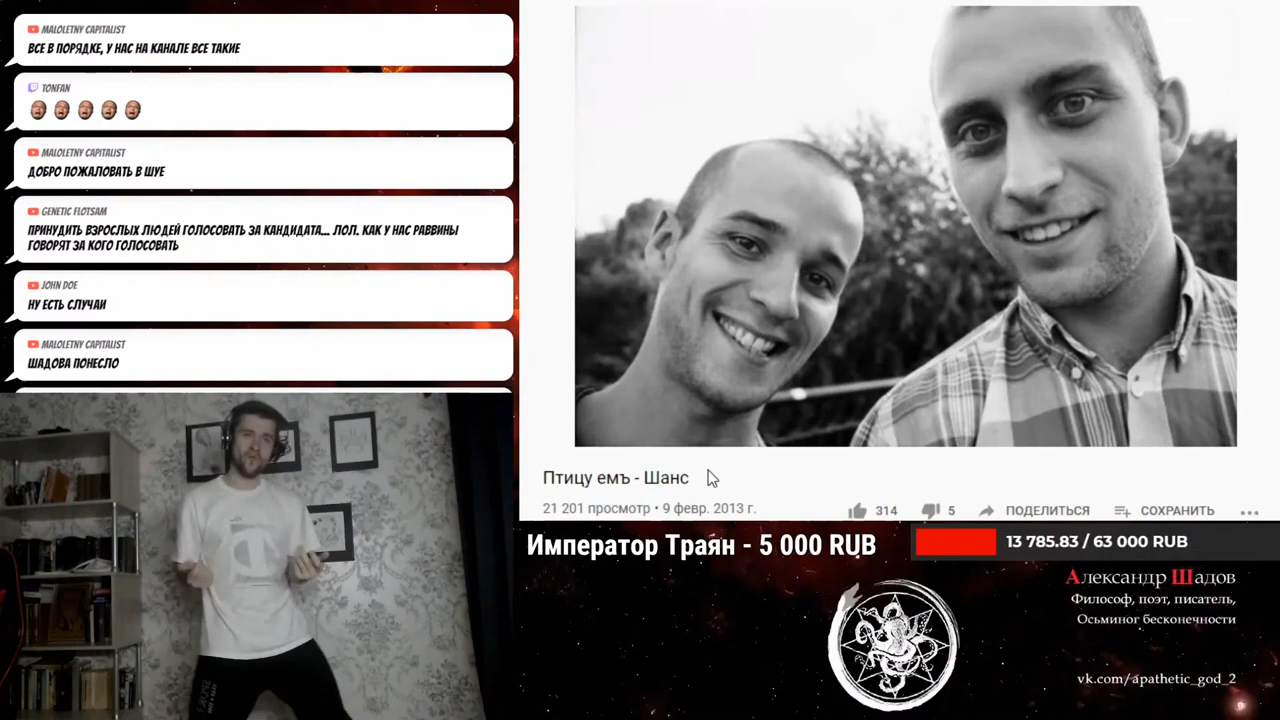 MALOLETNY CAPITALIST
ВСЕ В ПОРЯДКЕ, У НАС НА КАНАЛЕ ВСЕ ТАКИЕ
TONFAN
MALOLETNY CAPITALIST
ДОБРО ПОЖАЛОВАТЬ В ШУЕ
GENETIC FLOTSAM
ПРИНУДИТЬ ВЗРОСЛЫХ ЛЮДЕЙ ГОЛОСОВАТЬ ЗА КАНДИДАТА... ЛОЛ. КАК У НАС РАВВИНЫ
ГОВОРЯТ ЗА КОГО ГОЛОСОВАТЬ
JOHN DOE
НУ ЕСТЬ СЛУЧАИ
MALOLETNY CAPITALIST
ШАДОВА ПОНЕСЛО
Птицу емъ - Шанс
21 201 просмотр • 9 февр. 2013 г.
314
5
ПОДЕЛИТЬСЯ
СОХРАНИТЬ
Император Траян - 5 000 RUB
13 785.83 / 63 000 RUB
Александр Шадов
Философ, поэт, писатель,
Осьминог бесконечности
vk.com/apathetic_god_2